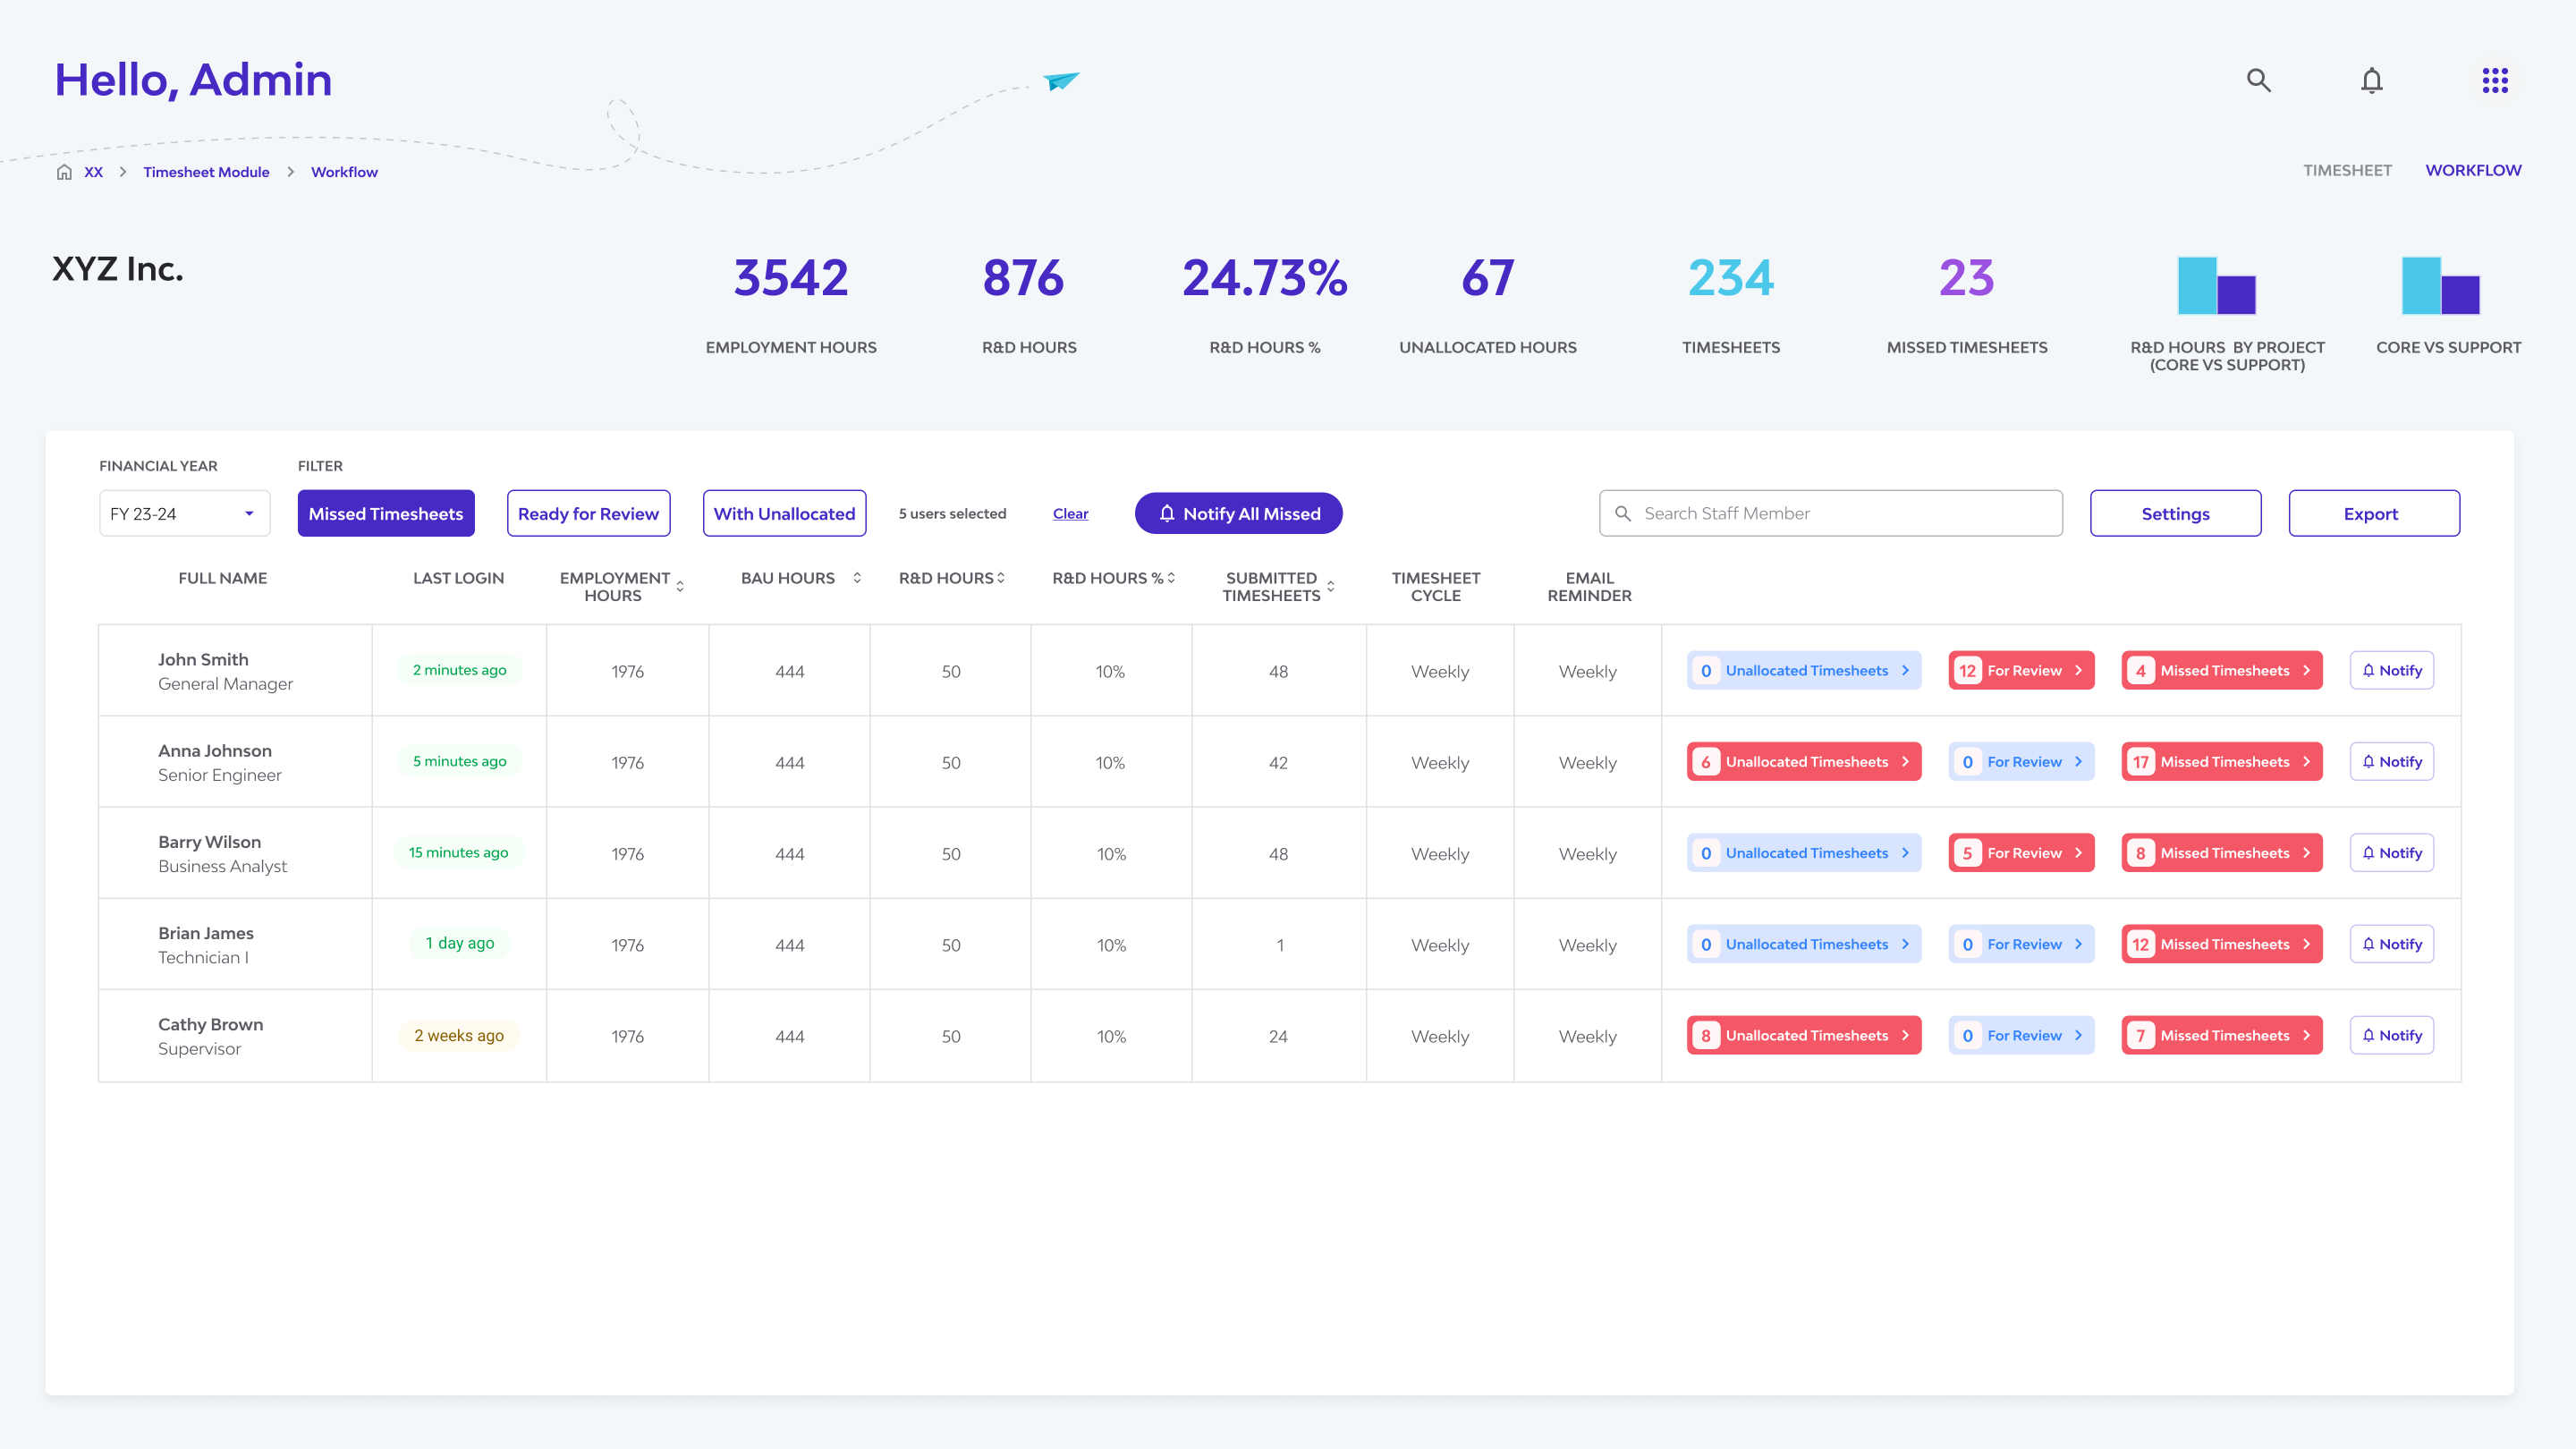 Hello, Admin
XX > Timesheet Module > Workflow
TIMESHEET WORKFLOW
XYZ Inc.
3542 876 24.73% 67 234 23
EMPLOYMENT HOURS R&D HOURS R&D HOURS % UNALLOCATED HOURS TIMESHEETS MISSED TIMESHEETS R&D HOURS BY PROJECT CORE VS SUPPORT
(CORE VS SUPPORT)
FINANCIAL YEAR FILTER
FY 23-24 Missed Timesheets Ready for Review With Unallocated 5 users selected Clear Notify All Missed Search Staff Member Settings Export
FULL NAME LAST LOGIN EMPLOYMENT BAU HOURS R&D HOURS R&D HOURS % SUBMITTED TIMESHEET EMAIL
HOURS TIMESHEETS CYCLE REMINDER
John Smith
General Manager
2 minutes ago 1976 444 50 10% 48 Weekly Weekly 0 Unallocated Timesheets 12 For Review 4 Missed Timesheets Notify
Anna Johnson
Senior Engineer
5 minutes ago 1976 444 50 10% 42 Weekly Weekly 6 Unallocated Timesheets 0 For Review 17 Missed Timesheets Notify
Barry Wilson
Business Analyst
15 minutes ago 1976 444 50 10% 48 Weekly Weekly 0 Unallocated Timesheets 5 For Review 8 Missed Timesheets Notify
Brian James
Technician I
1 day ago 1976 444 50 10% 1 Weekly Weekly 0 Unallocated Timesheets 0 For Review 12 Missed Timesheets Notify
Cathy Brown
Supervisor
2 weeks ago 1976 444 50 10% 24 Weekly Weekly 8 Unallocated Timesheets 0 For Review 7 Missed Timesheets Notify